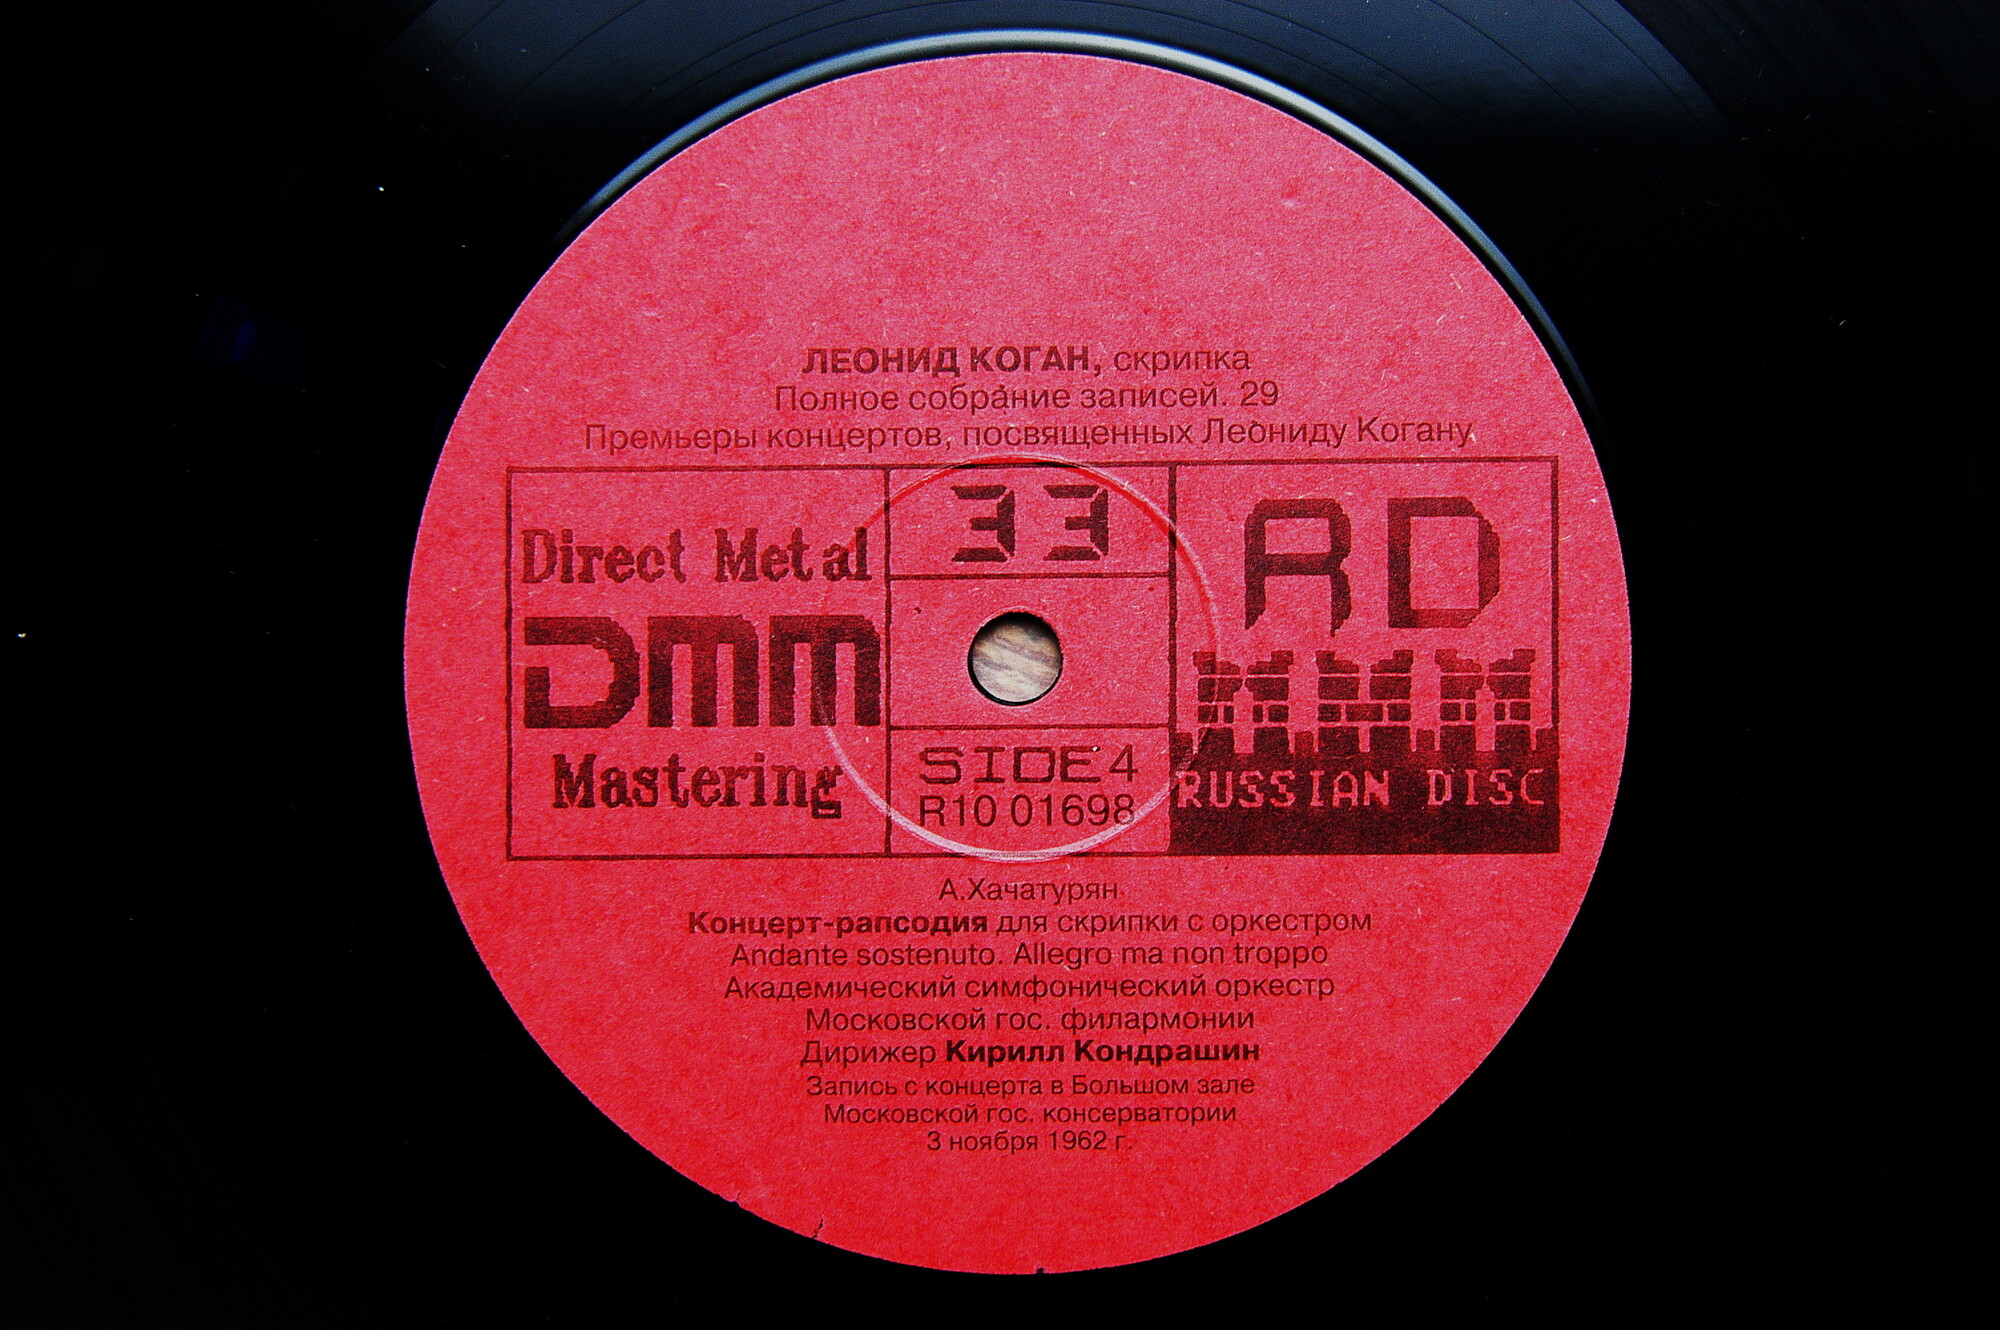 ЛЕОНИД КОГАН, скрипка
Полное собрание записей. 29
Премьеры концертов, посвященных Леониду Когану
Direct Metal
DMM
Mastering
33
SIDE 4
R10 01698
RD
RUSSIAN DISC
А.Хачатурян
Концерт-рапсодия для скрипки с оркестром
Andante sostenuto. Allegro ma non troppo
Академический симфонический оркестр
Московской гос. филармонии
Дирижер Кирилл Кондрашин
Запись с концерта в Большом зале
Московской гос. консерватории
3 ноября 1962 г.